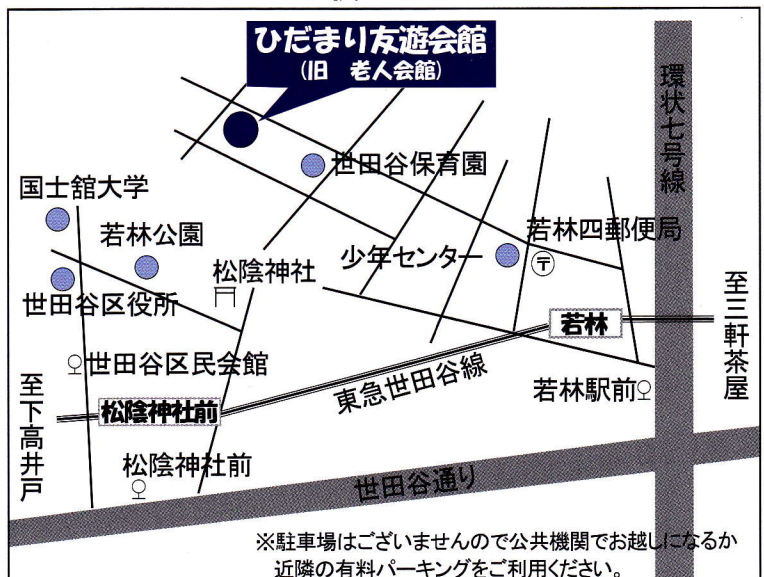 ひだまり友遊会館
(旧 老人会館)
環状七号線
世田谷保育園
国士舘大学
若林公園
若林四郵便局
少年センター
松陰神社
〒
世田谷区役所
至三軒茶屋
若林
世田谷区民会館
東急世田谷線
若林駅前
至下高井戸
松陰神社前
松陰神社前
世田谷通り
※駐車場はございませんので公共機関でお越しになるか
近隣の有料パーキングをご利用ください。